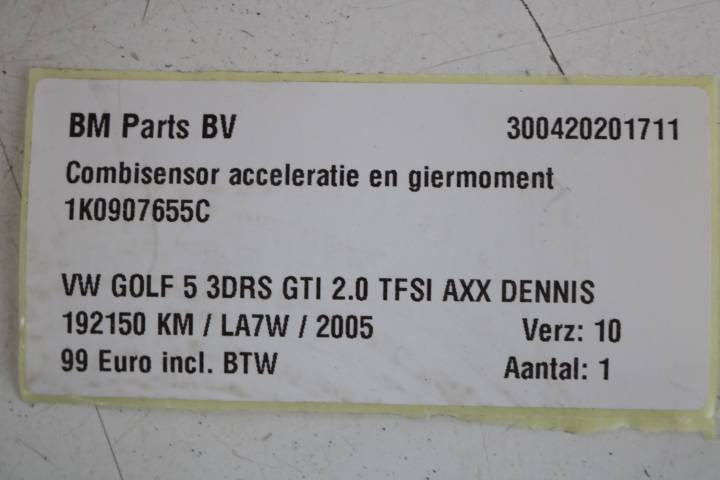 BM Parts BV 300420201711
Combisensor acceleratie en giermoment
1K0907655C
VW GOLF 5 3DRS GTI 2.0 TFSI AXX DENNIS
192150 KM / LA7W / 2005 Verz: 10
99 Euro incl. BTW Aantal: 1